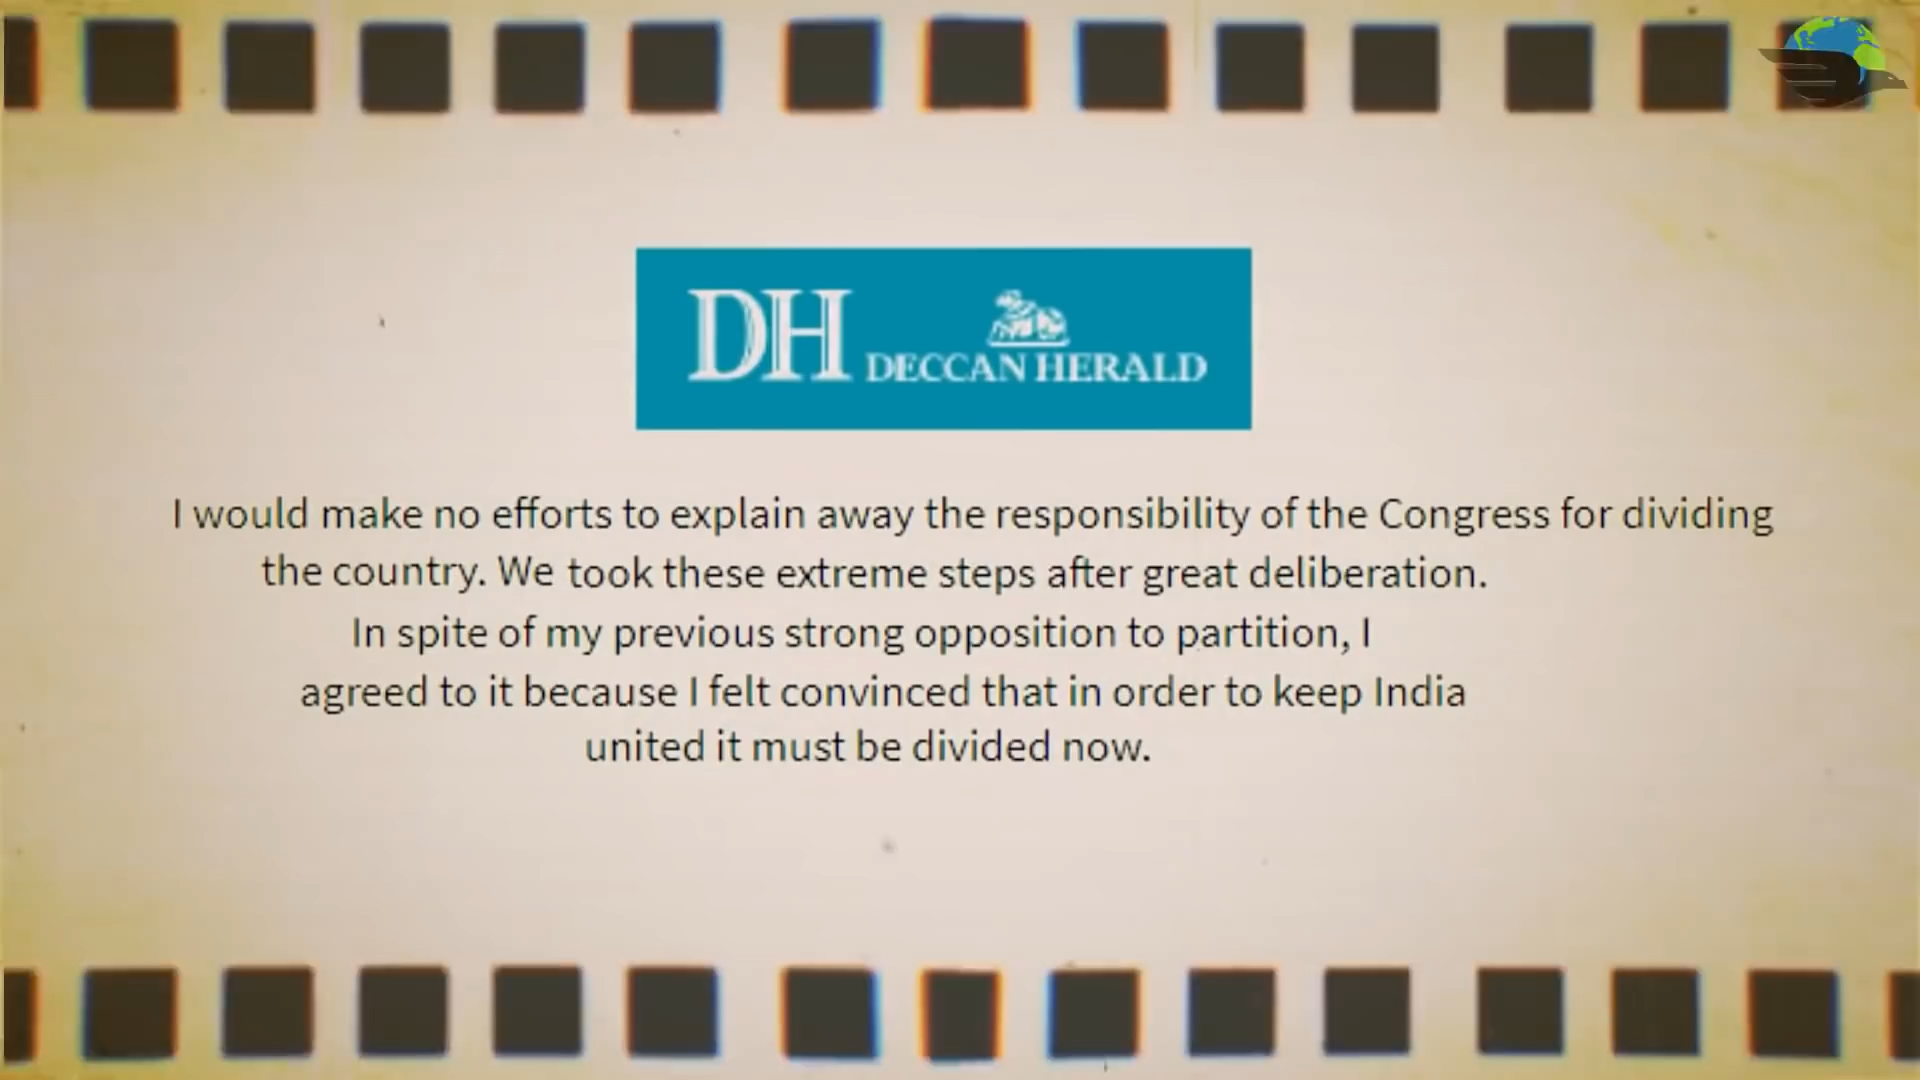 DH DECCAN HERALD
I would make no efforts to explain away the responsibility of the Congress for dividing
the country. We took these extreme steps after great deliberation.
In spite of my previous strong opposition to partition, I
agreed to it because I felt convinced that in order to keep India
united it must be divided now.